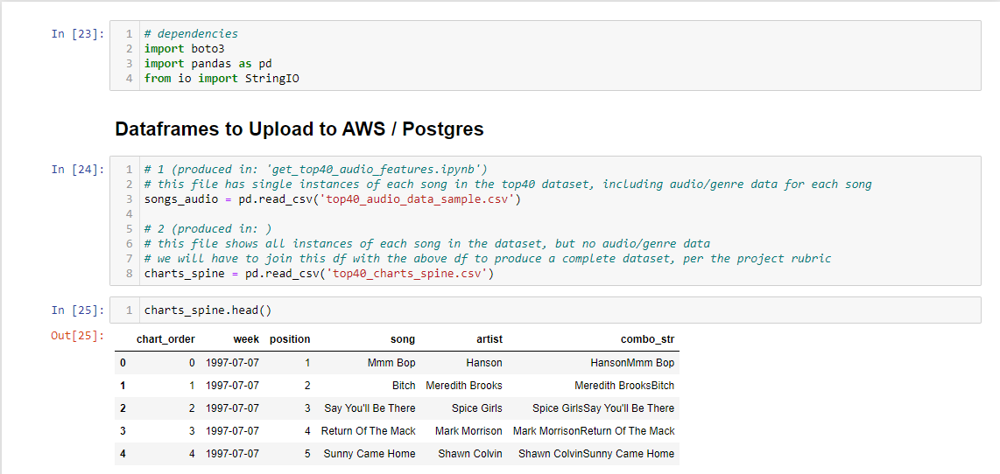 In [23]:
1 # dependencies
2 import boto3
3 import pandas as pd
4 from io import StringIO
Dataframes to Upload to AWS / Postgres
In [24]:
1 # 1 (produced in: 'get_top40_audio_features.ipynb')
2 # this file has single instances of each song in the top40 dataset, including audio/genre data for each song
3 songs_audio = pd.read_csv('top40_audio_data_sample.csv')
4
5 # 2 (produced in: )
6 # this file shows all instances of each song in the dataset, but no audio/genre data
7 # we will have to join this df with the above df to produce a complete dataset, per the project rubric
8 charts_spine = pd.read_csv('top40_charts_spine.csv')
In [25]:
1 charts_spine.head()
Out[25]:
chart_order week position song artist combo_str
0 0 1997-07-07 1 Mmm Bop Hanson HansonMmm Bop
1 1 1997-07-07 2 Bitch Meredith Brooks Meredith BrooksBitch
2 2 1997-07-07 3 Say You'll Be There Spice Girls Spice GirlsSay You'll Be There
3 3 1997-07-07 4 Return Of The Mack Mark Morrison Mark MorrisonReturn Of The Mack
4 4 1997-07-07 5 Sunny Came Home Shawn Colvin Shawn ColvinSunny Came Home